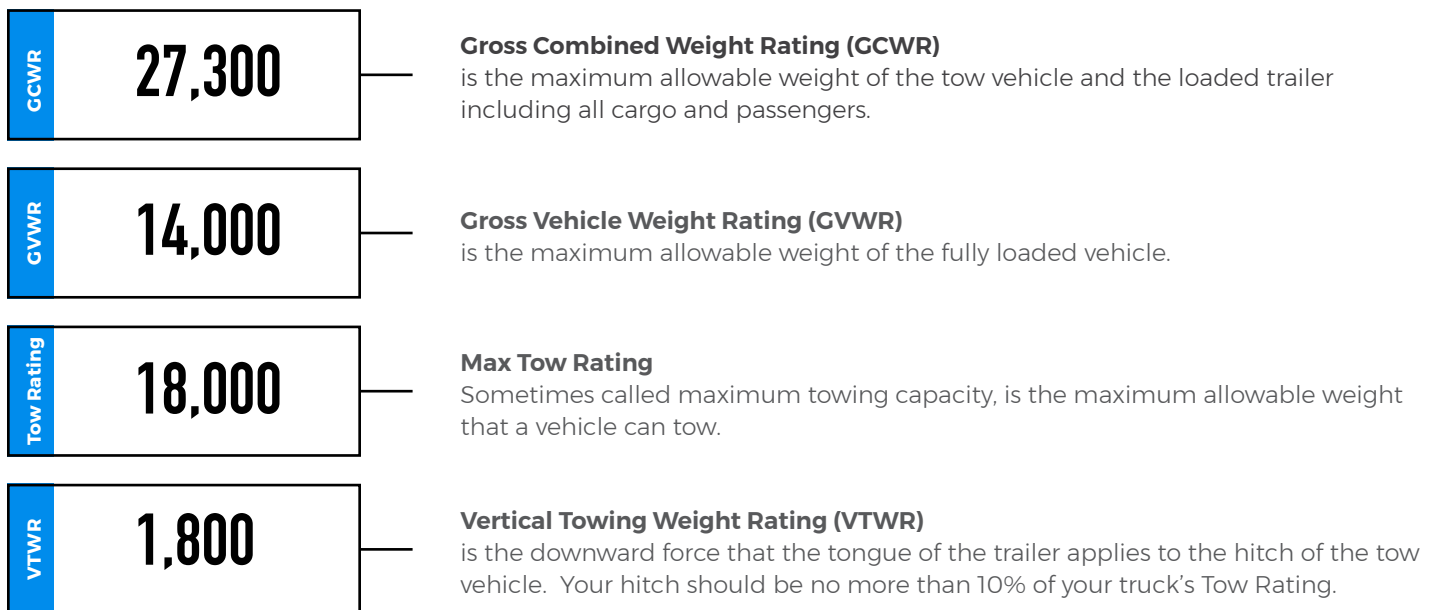 GCWR
27,300
Gross Combined Weight Rating (GCWR)
is the maximum allowable weight of the tow vehicle and the loaded trailer
including all cargo and passengers.
GVWR
14,000
Gross Vehicle Weight Rating (GVWR)
is the maximum allowable weight of the fully loaded vehicle.
Tow Rating
18,000
Max Tow Rating
Sometimes called maximum towing capacity, is the maximum allowable weight
that a vehicle can tow.
VTWR
1,800
Vertical Towing Weight Rating (VTWR)
is the downward force that the tongue of the trailer applies to the hitch of the tow
vehicle.  Your hitch should be no more than 10% of your truck's Tow Rating.